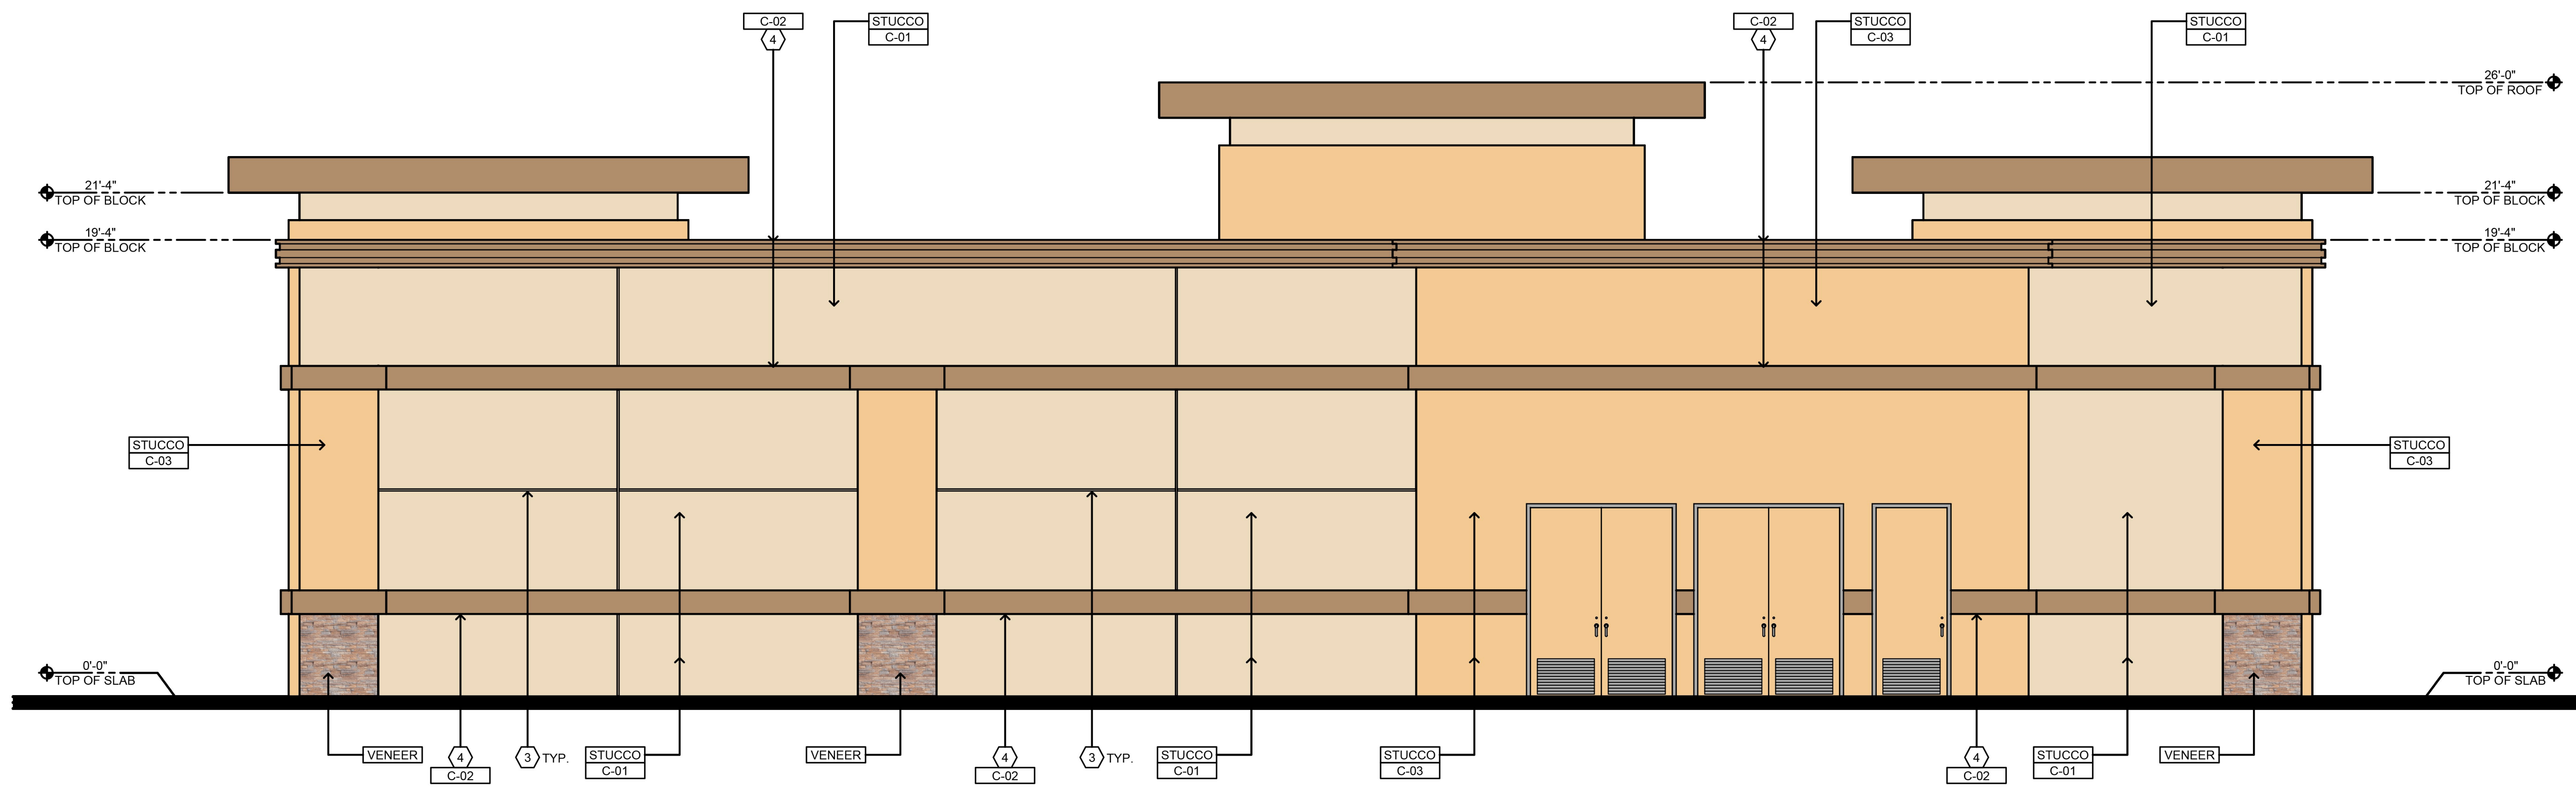 C-02
4
STUCCO
C-01
C-02
4
STUCCO
C-03
STUCCO
C-01
26'-0"
TOP OF ROOF
21'-4"
TOP OF BLOCK
21'-4"
TOP OF BLOCK
19'-4"
TOP OF BLOCK
19'-4"
TOP OF BLOCK
STUCCO
C-03
STUCCO
C-03
0'-0"
TOP OF SLAB
0'-0"
TOP OF SLAB
VENEER
4
C-02
3 TYP.
STUCCO
C-01
VENEER
4
C-02
3 TYP.
STUCCO
C-01
STUCCO
C-03
4
C-02
STUCCO
C-01
VENEER